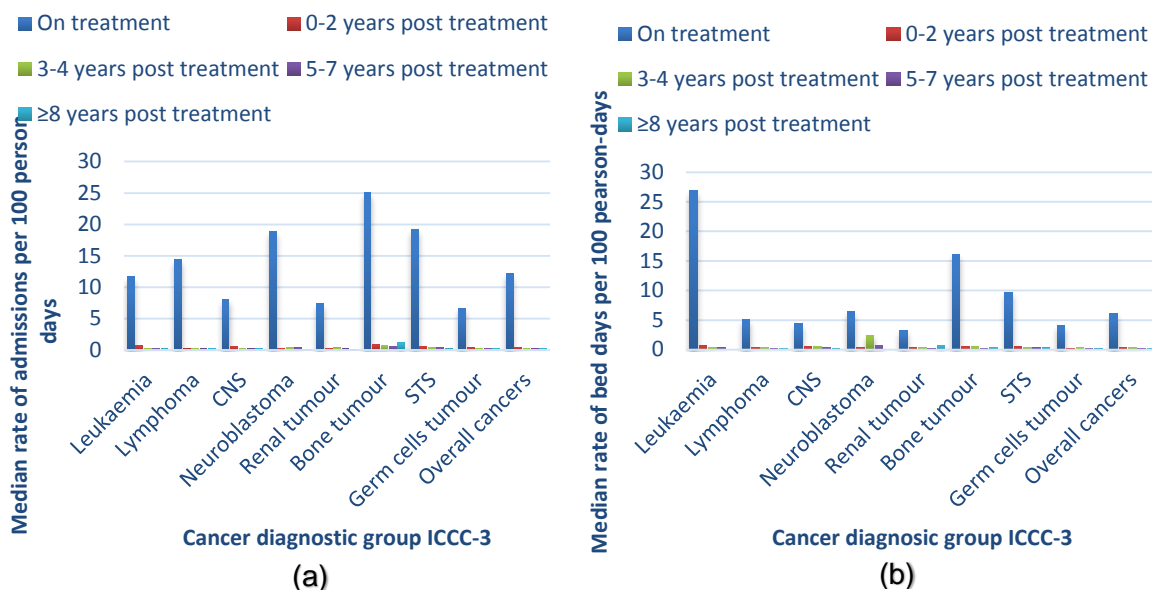 On treatment
0-2 years post treatment
3-4 years post treatment
5-7 years post treatment
≥8 years post treatment
Median rate of admissions per 100 person
days
30
25
20
15
10
5
0
Leukaemia
Lymphoma
CNS
Neuroblastoma
Renal tumour
Bone tumour
STS
Germ cells tumour
Overall cancers
Cancer diagnostic group ICCC-3
(a)
On treatment
0-2 years post treatment
3-4 years post treatment
5-7 years post treatment
≥8 years post treatment
Median rate of bed days per 100 pearson-days
30
25
20
15
10
5
0
Leukaemia
Lymphoma
CNS
Neuroblastoma
Renal tumour
Bone tumour
STS
Germ cells tumour
Overall cancers
Cancer diagnosic group ICCC-3
(b)